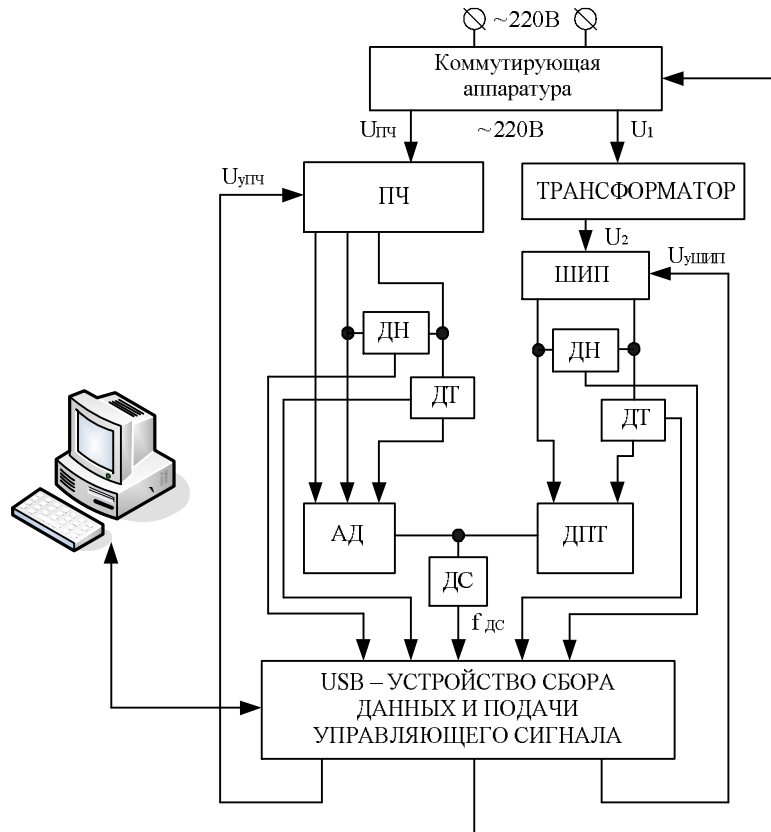 ~220В
Коммутирующая
аппаратура
UПЧ
~220В
U1
UуПЧ
ПЧ
ТРАНСФОРМАТОР
U2
UуШИП
ШИП
ДН
ДН
ДТ
ДТ
АД
ДПТ
ДС
f ДС
USB – УСТРОЙСТВО СБОРА
ДАННЫХ И ПОДАЧИ
УПРАВЛЯЮЩЕГО СИГНАЛА